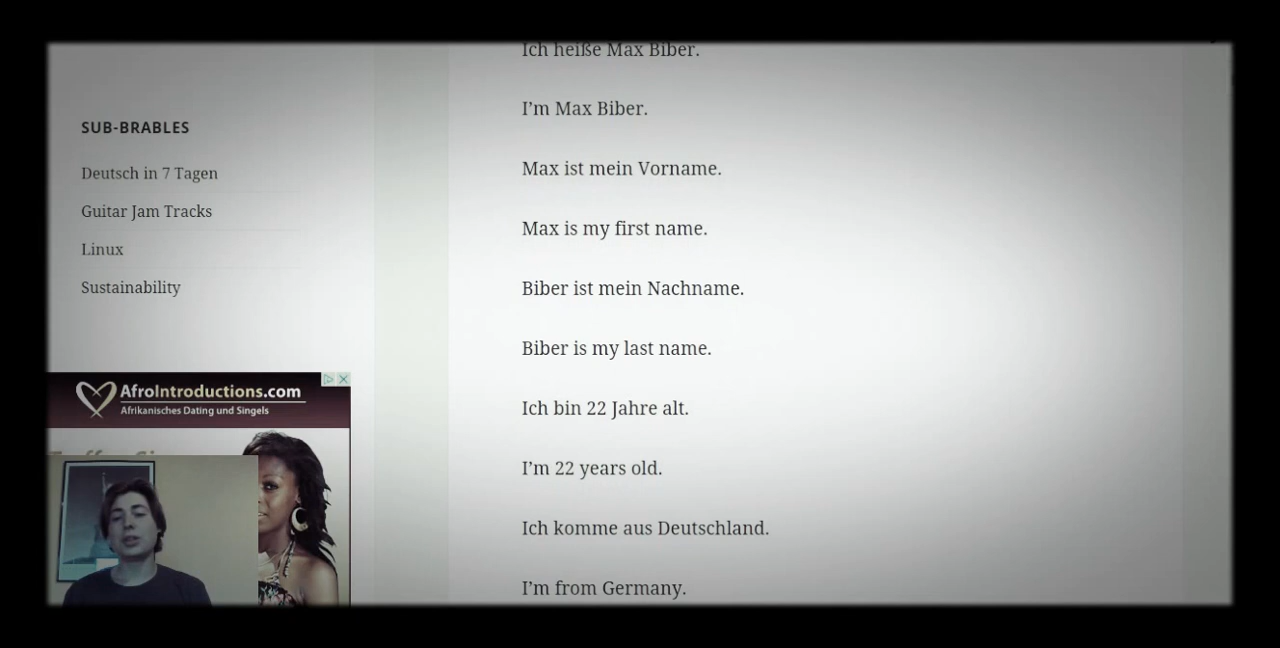 SUB-BRABLES
Deutsch in 7 Tagen
Guitar Jam Tracks
Linux
Sustainability
AfroIntroductions.com
Afrikanisches Dating und Singels
Ich heiße Max Biber.
I'm Max Biber.
Max ist mein Vorname.
Max is my first name.
Biber ist mein Nachname.
Biber is my last name.
Ich bin 22 Jahre alt.
I'm 22 years old.
Ich komme aus Deutschland.
I'm from Germany.